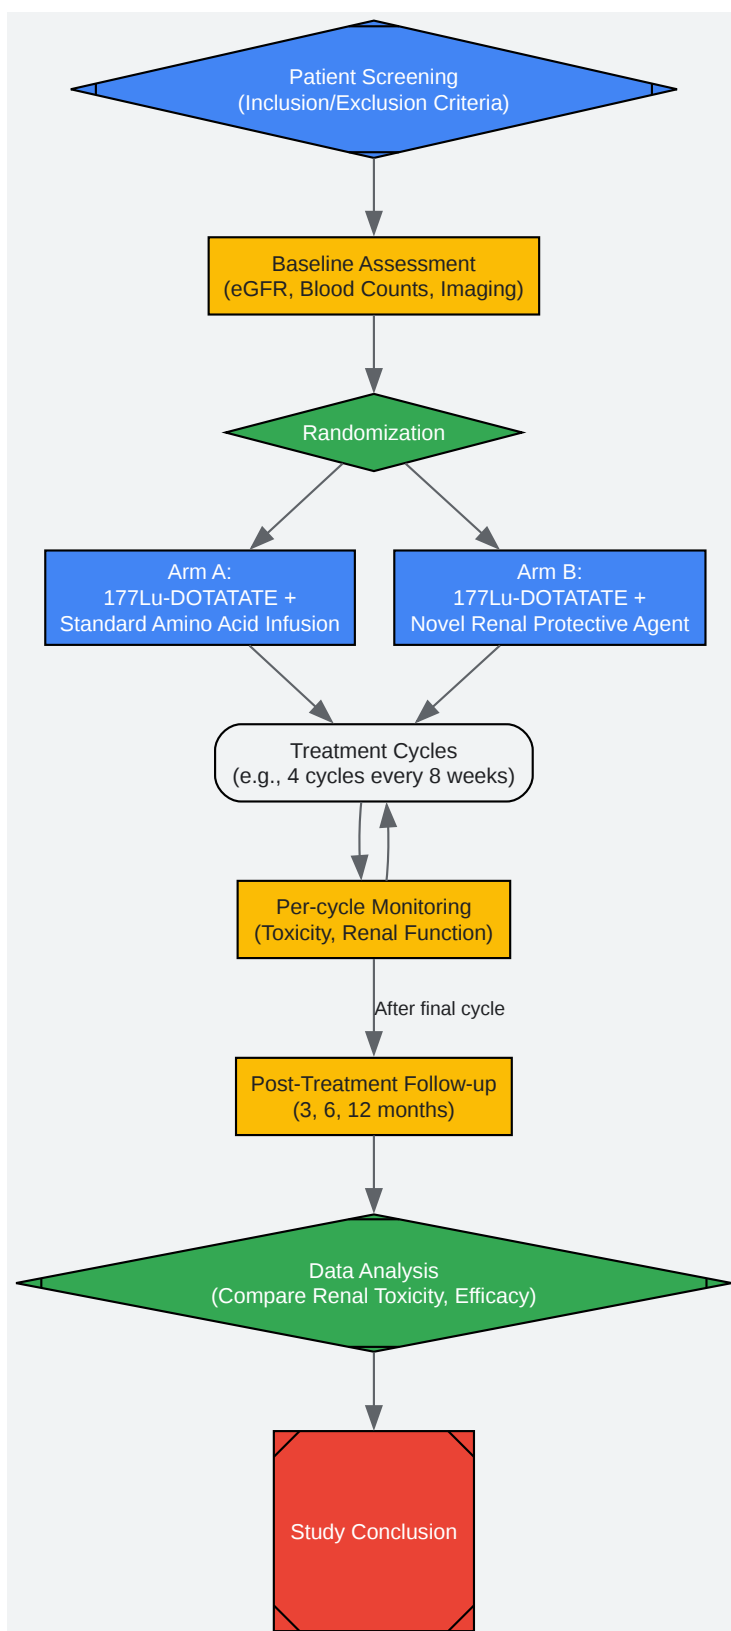 Patient Screening
(Inclusion/Exclusion Criteria)
Baseline Assessment
(eGFR, Blood Counts, Imaging)
Randomization
Arm A:
177Lu-DOTATATE +
Standard Amino Acid Infusion
Arm B:
177Lu-DOTATATE +
Novel Renal Protective Agent
Treatment Cycles
(e.g., 4 cycles every 8 weeks)
Per-cycle Monitoring
(Toxicity, Renal Function)
After final cycle
Post-Treatment Follow-up
(3, 6, 12 months)
Data Analysis
(Compare Renal Toxicity, Efficacy)
Study Conclusion